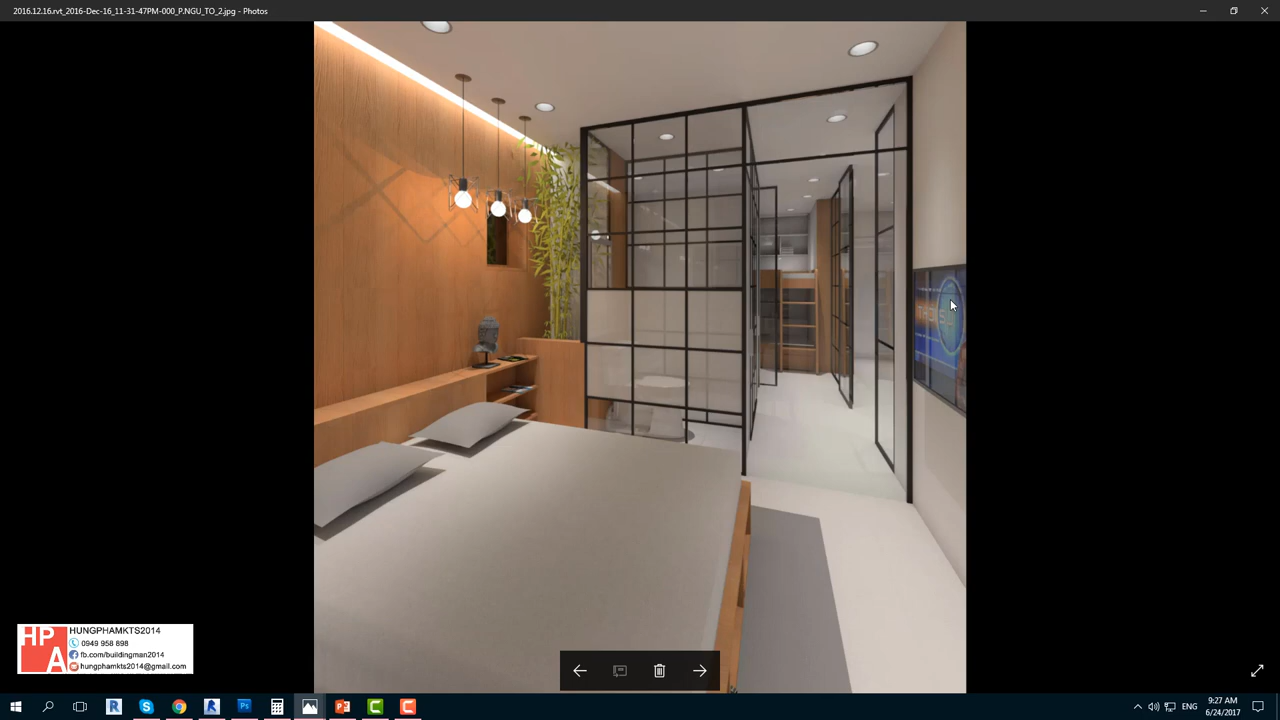 2016.12.16.rvt_2016-Dec-16_11-31-47PM-000_P.NGU_TO_2.jpg - Photos
HP
A
HUNGPHAMKTS2014
0949 958 898
fb.com/buildingman2014
hungphamkts2014@gmail.com
9:27 AM
ENG
6/24/2017